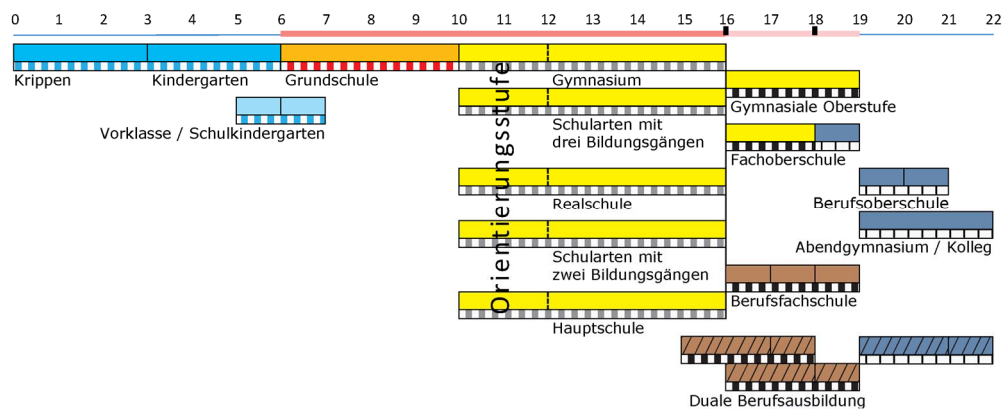 0 1 2 3 4 5 6 7 8 9 10 11 12 13 14 15 16 17 18 19 20 21 22
Krippen
Kindergarten
Grundschule
Gymnasium
Gymnasiale Oberstufe
Vorklasse / Schulkindergarten
Orientierungsstufe
Schularten mit
drei Bildungsgängen
Fachoberschule
Realschule
Berufsoberschule
Abendgymnasium / Kolleg
Schularten mit
zwei Bildungsgängen
Berufsfachschule
Hauptschule
Duale Berufsausbildung